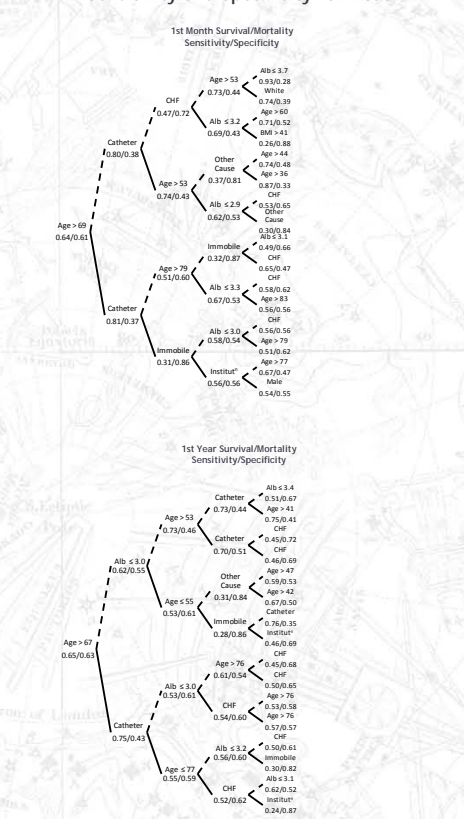 1st Month Survival/Mortality
Sensitivity/Specificity
Alb ≤ 3.7
Age > 53
0.93/0.28
0.73/0.44
White
CHF
0.74/0.39
0.47/0.72
Age > 60
Alb ≤ 3.2
0.71/0.52
0.69/0.43
BMI > 41
Catheter
0.26/0.88
0.80/0.38
Age > 44
Other
Cause
0.74/0.48
0.37/0.81
Age > 36
Age > 53
0.87/0.33
0.74/0.43
CHF
Alb ≤ 2.9
0.53/0.65
0.62/0.53
Other
Cause
Age > 69
0.30/0.84
0.64/0.61
Alb ≤ 3.1
Immobile
0.49/0.66
0.32/0.87
CHF
Age > 79
0.65/0.47
0.51/0.60
CHF
Alb ≤ 3.3
0.58/0.62
0.67/0.53
Age > 83
Catheter
0.56/0.56
0.81/0.37
CHF
Alb ≤ 3.0
0.56/0.56
0.58/0.54
Age > 79
Immobile
0.51/0.62
0.31/0.86
Age > 77
Institutⁿ
0.67/0.47
0.56/0.56
Male
0.54/0.55
1st Year Survival/Mortality
Sensitivity/Specificity
Alb ≤ 3.4
Catheter
0.51/0.67
0.73/0.44
Age > 41
Age > 53
0.75/0.41
0.73/0.46
CHF
Catheter
0.45/0.72
0.70/0.51
CHF
Alb ≤ 3.0
0.46/0.69
0.62/0.55
Age > 47
Other
Cause
0.59/0.53
0.31/0.84
Age > 42
Age ≤ 55
0.67/0.50
0.53/0.61
Catheter
Immobile
0.76/0.35
0.28/0.86
Institutⁿ
Age > 67
0.46/0.69
0.65/0.63
CHF
Age > 76
0.45/0.68
0.61/0.54
CHF
Alb ≤ 3.0
0.50/0.65
0.53/0.61
Age > 76
CHF
0.53/0.58
0.54/0.60
Age > 76
Catheter
0.57/0.57
0.75/0.43
CHF
Alb ≤ 3.2
0.50/0.61
0.56/0.60
Immobile
Age ≤ 77
0.30/0.82
0.55/0.59
Alb ≤ 3.1
CHF
0.62/0.52
0.52/0.62
Institutⁿ
0.24/0.87